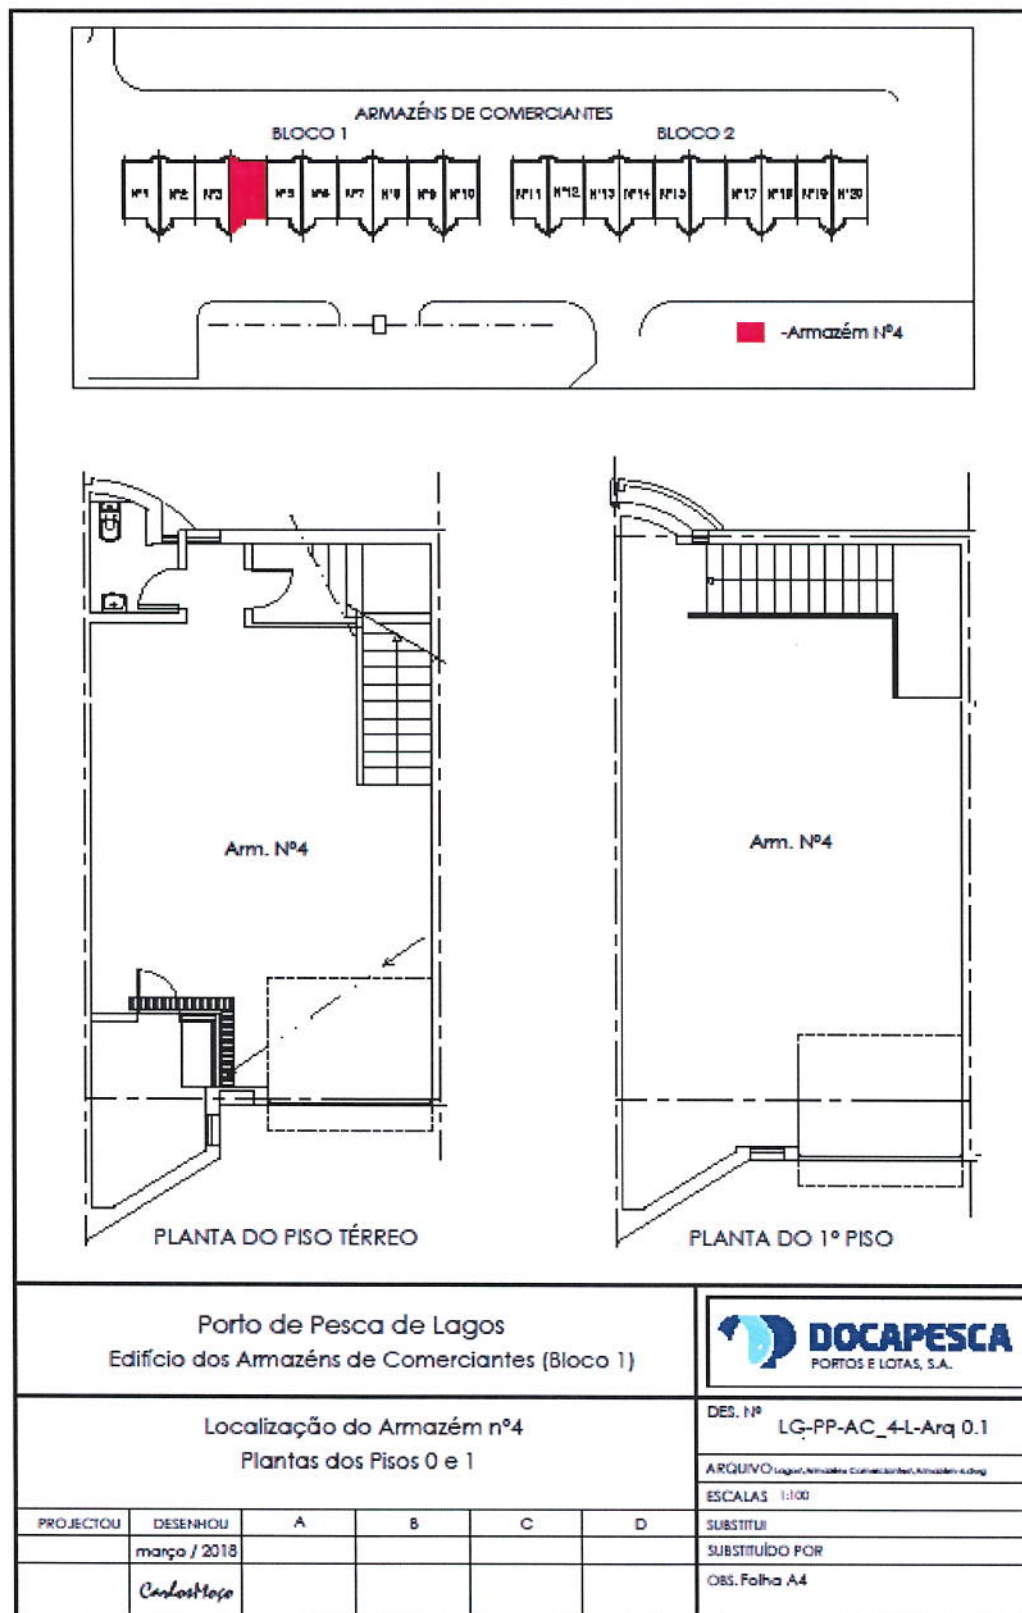 ARMAZÉNS DE COMERCIANTES
BLOCO 1
BLOCO 2
Nº1 Nº2 Nº3 Nº5 Nº6 Nº7 Nº8 Nº9 Nº10
Nº11 Nº12 Nº13 Nº14 Nº15 Nº17 Nº18 Nº19 Nº20
-Armazém Nº4
Arm. Nº4
Arm. Nº4
PLANTA DO PISO TÉRREO
PLANTA DO 1º PISO
Porto de Pesca de Lagos
Edifício dos Armazéns de Comerciantes (Bloco 1)
DOCAPESCA
PORTOS E LOTAS, S.A.
Localização do Armazém nº4
Plantas dos Pisos 0 e 1
DES. Nº
LG-PP-AC_4-L-Arq 0.1
ARQUIVO
ESCALAS 1:100
PROJECTOU DESENHOU A B C D
SUBSTITUI
março / 2018
SUBSTITUÍDO POR
Carlos Moço
OBS. Folha A4